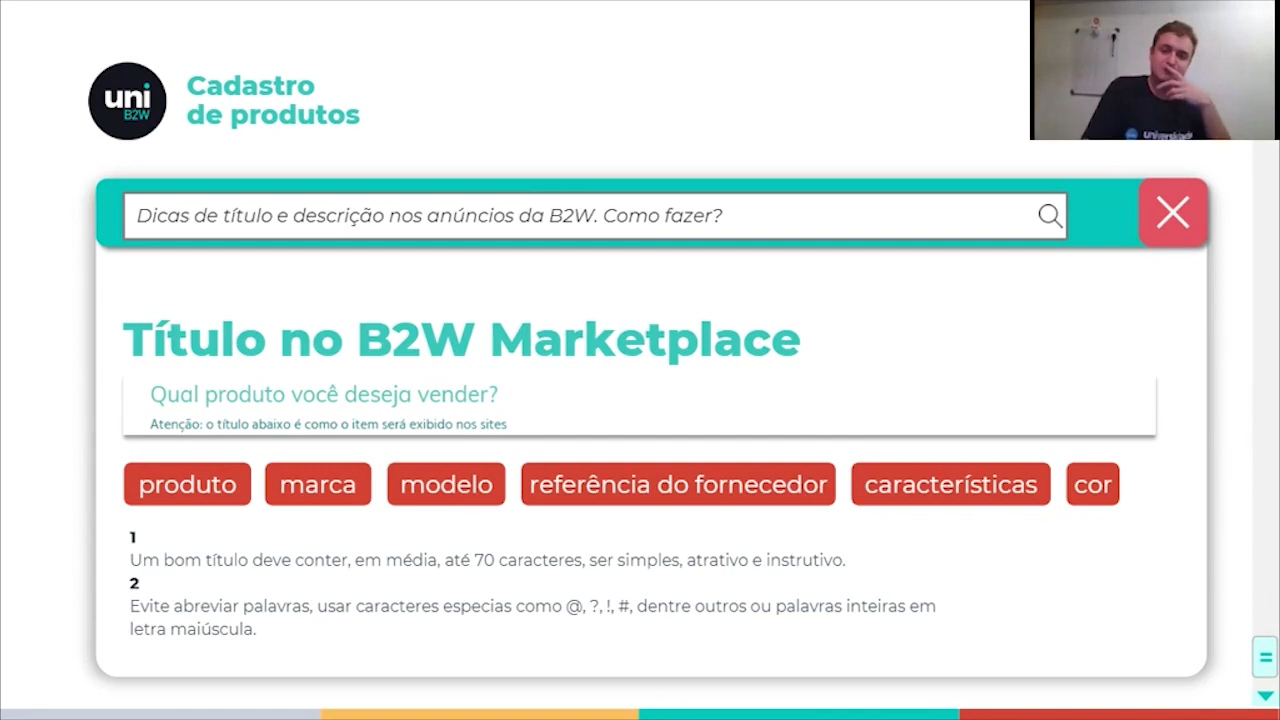 uni
B2W
Cadastro
de produtos
universidade
Dicas de título e descrição nos anúncios da B2W. Como fazer?
Título no B2W Marketplace
Qual produto você deseja vender?
Atenção: o título abaixo é como o item será exibido nos sites
produto marca modelo referência do fornecedor características cor
1
Um bom título deve conter, em média, até 70 caracteres, ser simples, atrativo e instrutivo.
2
Evite abreviar palavras, usar caracteres especias como @, ?, !, #, dentre outros ou palavras inteiras em
letra maiúscula.